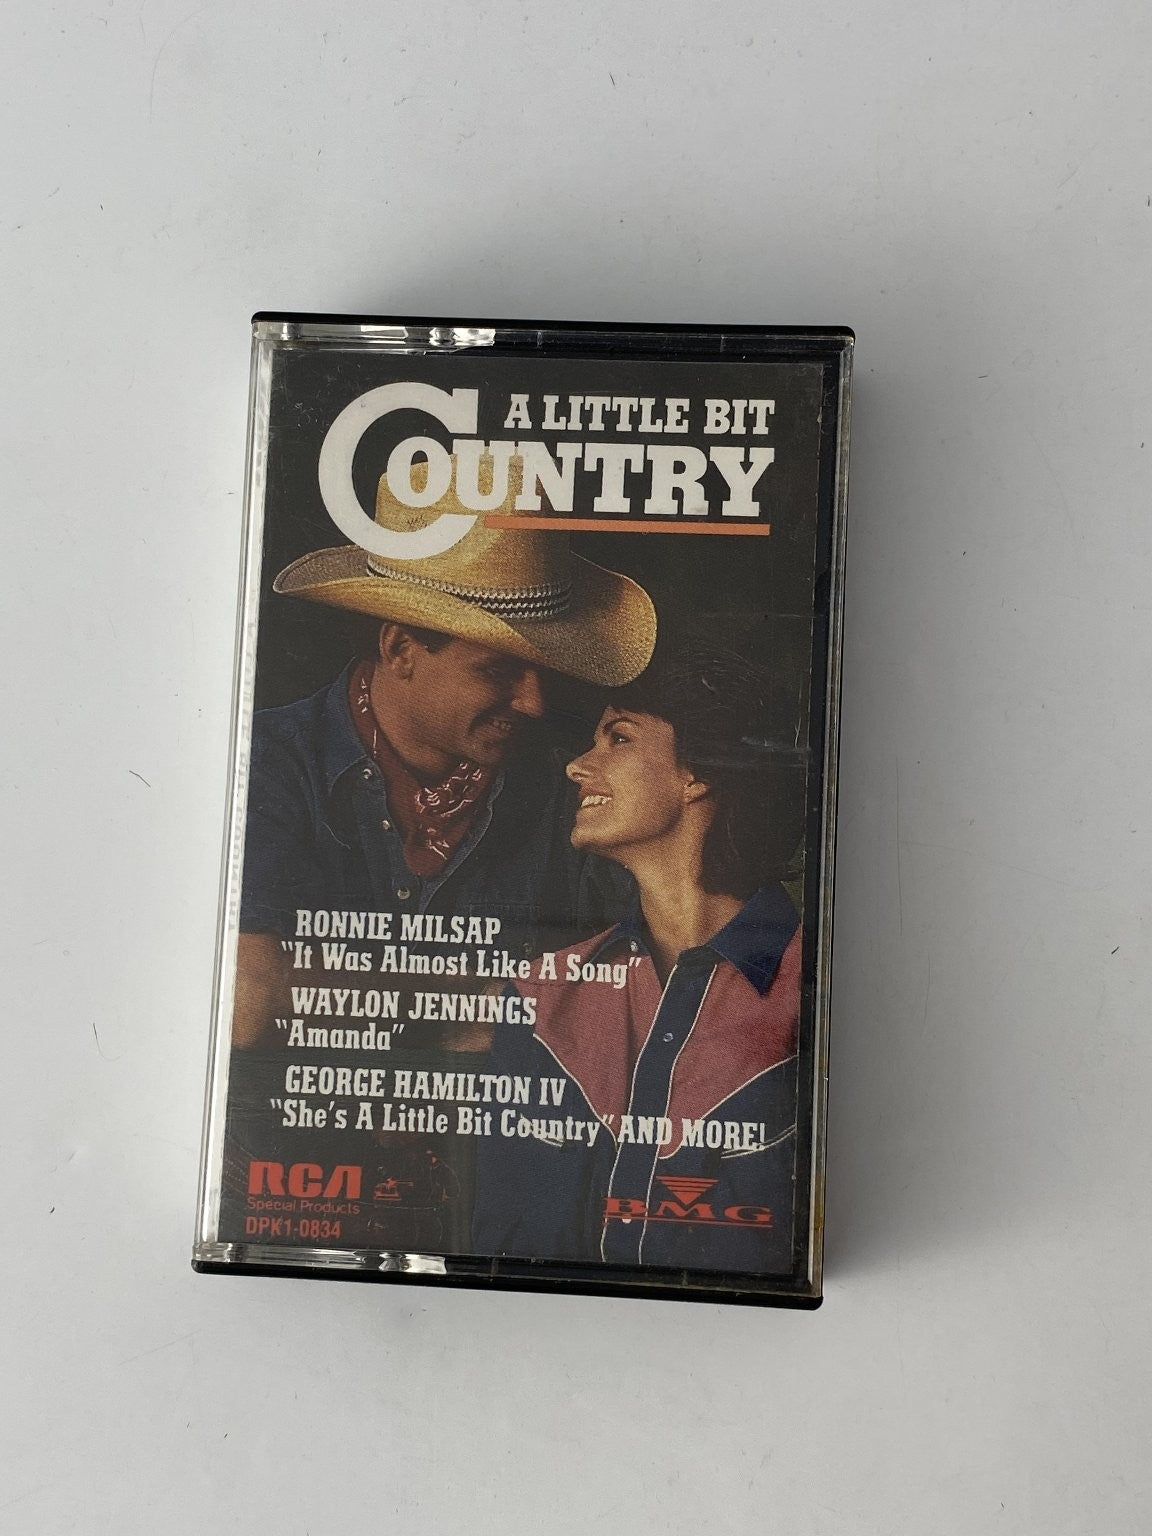 A LITTLE BIT
COUNTRY
RONNIE MILSAP
"It Was Almost Like A Song"
WAYLON JENNINGS
"Amanda"
GEORGE HAMILTON IV
"She's A Little Bit Country" AND MORE!
RCA
Special Products
DPK1-0834
BMG